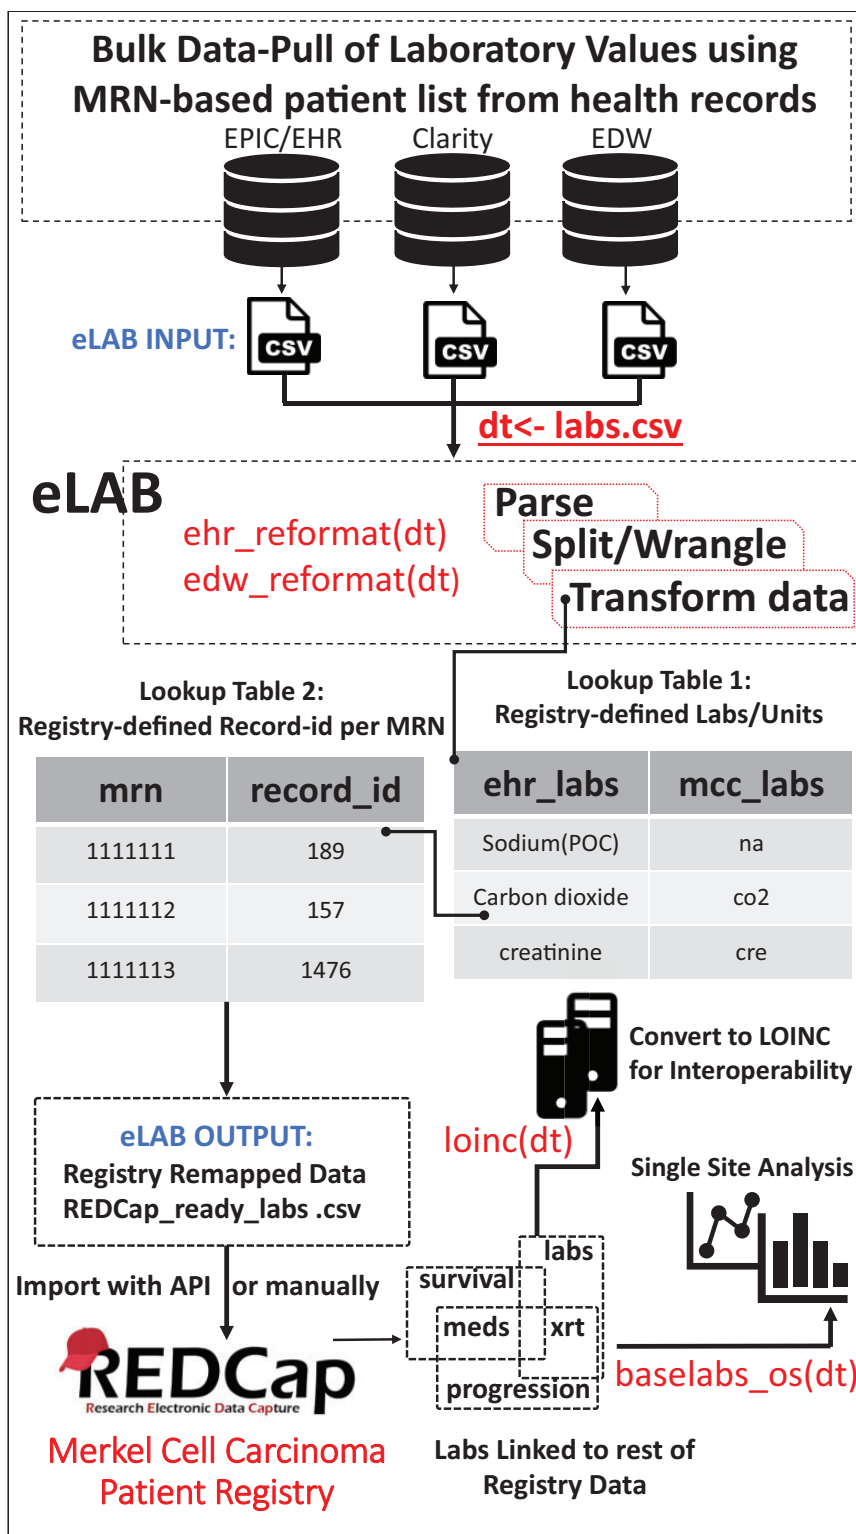 Bulk Data-Pull of Laboratory Values using
MRN-based patient list from health records
EPIC/EHR
Clarity
EDW
eLAB INPUT:
CSV
CSV
CSV
dt<- labs.csv
eLAB
ehr_reformat(dt)
edw_reformat(dt)
Parse
Split/Wrangle
Transform data
Lookup Table 2:
Registry-defined Record-id per MRN
mrn record_id
1111111 189
1111112 157
1111113 1476
Lookup Table 1:
Registry-defined Labs/Units
ehr_labs mcc_labs
Sodium(POC) na
Carbon dioxide co2
creatinine cre
Convert to LOINC
for Interoperability
loinc(dt)
eLAB OUTPUT:
Registry Remapped Data
REDCap_ready_labs .csv
Import with API or manually
REDCap
Research Electronic Data Capture
Merkel Cell Carcinoma
Patient Registry
labs
survival
meds
xrt
progression
Labs Linked to rest of
Registry Data
Single Site Analysis
baselabs_os(dt)